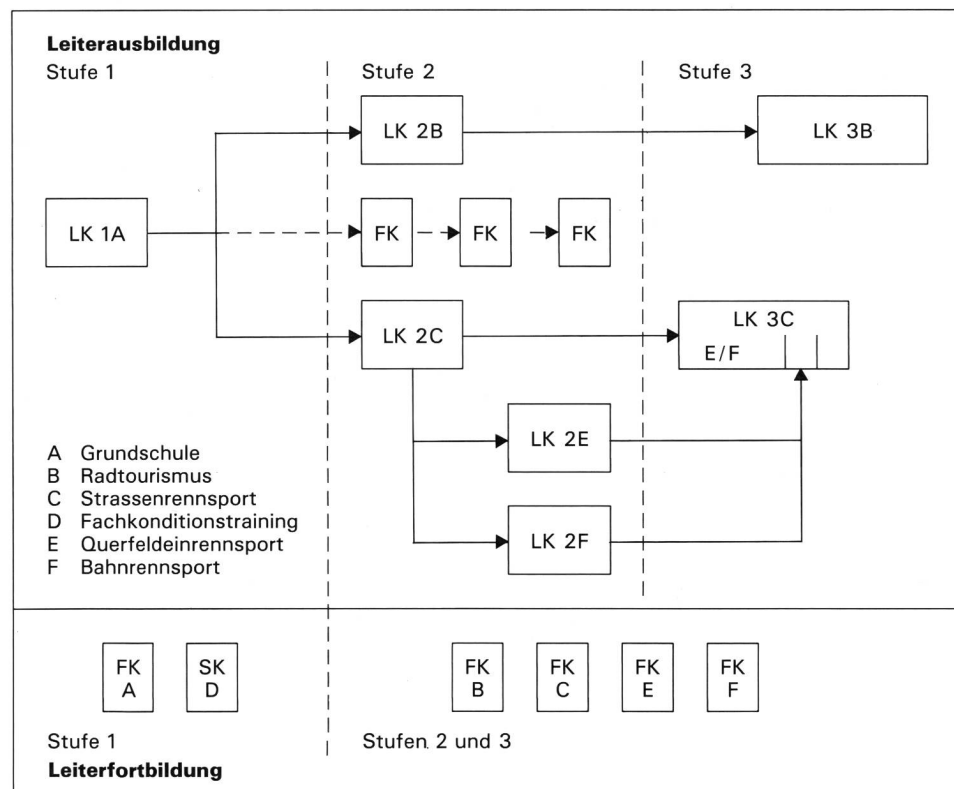 Leiterausbildung
Stufe 1 Stufe 2 Stufe 3
LK 2B LK 3B
LK 1A FK FK FK
LK 2C LK 3C
E/F
LK 2E
LK 2F
A Grundschule
B Radtourismus
C Strassenrennsport
D Fachkonditionstraining
E Querfeldeinrennsport
F Bahnrennsport
FK SK FK FK FK FK
A D B C E F
Stufe 1 Stufen 2 und 3
Leiterfortbildung